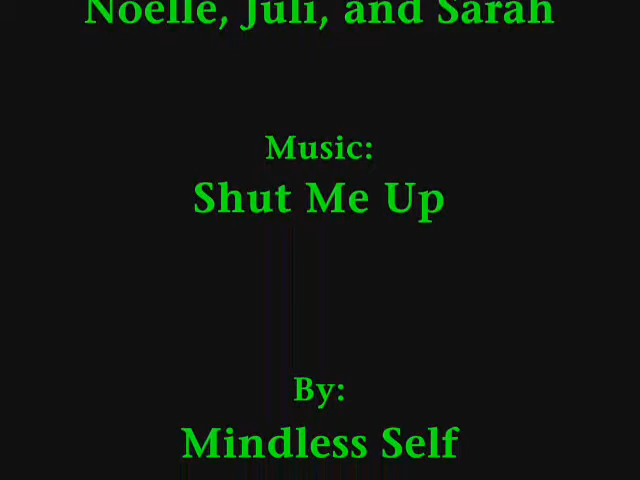 Noelle, Juli, and Sarah
Music:
Shut Me Up
By:
Mindless Self